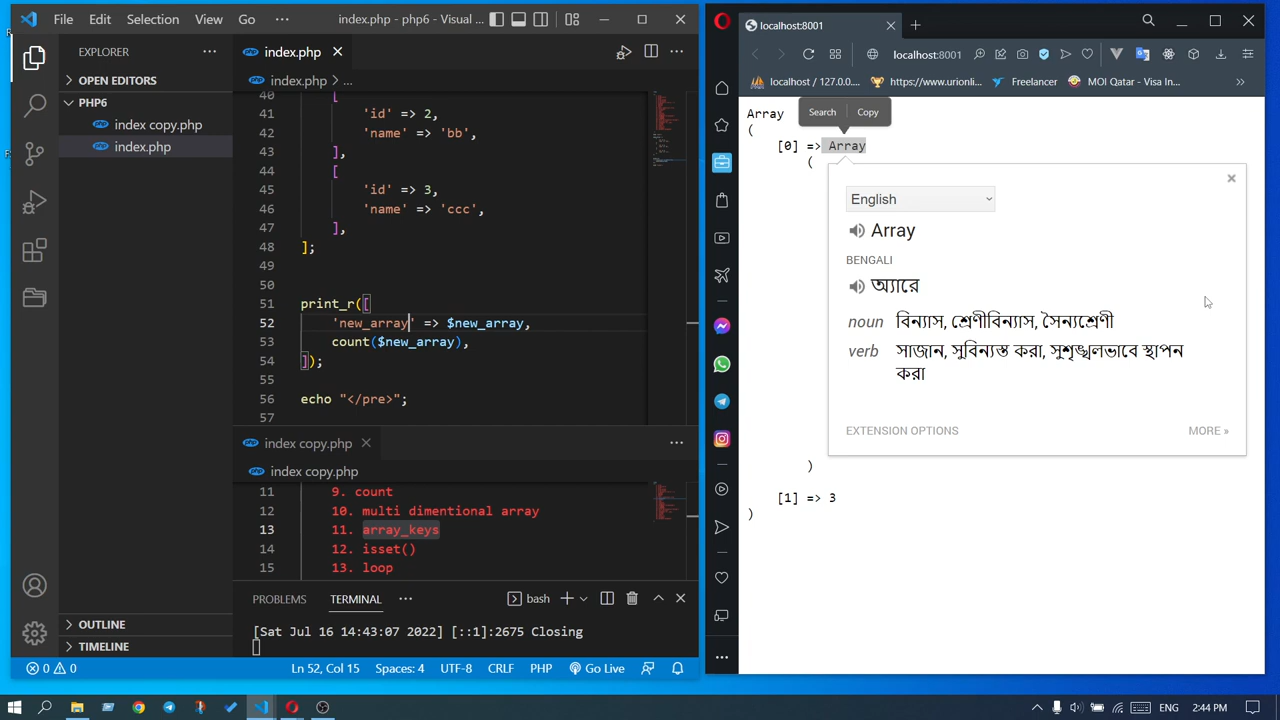 File Edit Selection View Go ··· index.php - php6 - Visual ...
EXPLORER ···
OPEN EDITORS
PHP6
index copy.php
index.php
OUTLINE
TIMELINE
index.php
index.php > ...
40 [
41 'id' => 2,
42 'name' => 'bb',
43 ],
44 [
45 'id' => 3,
46 'name' => 'ccc',
47 ],
48 ];
49
50
51 print_r([
52 'new_array' => $new_array,
53 count($new_array),
54 ]);
55
56 echo "</pre>";
57
index copy.php
index copy.php
11 9. count
12 10. multi dimentional array
13 11. array_keys
14 12. isset()
15 13. loop
PROBLEMS TERMINAL ··· bash
[Sat Jul 16 14:43:07 2022] [::1]:2675 Closing
0 0 Ln 52, Col 15 Spaces: 4 UTF-8 CRLF PHP Go Live
localhost:8001
localhost:8001
localhost / 127.0.... https://www.unionli... Freelancer MOI Qatar - Visa In...
Array
(
[0] => Array
(
)
[1] => 3
)
Search Copy
English
Array
BENGALI
অ্যারে
noun বিন্যাস, শ্রেণীবিন্যাস, সৈন্যশ্রেণী
verb সাজান, সুবিন্যস্ত করা, সুশৃঙ্খলভাবে স্থাপন
করা
EXTENSION OPTIONS MORE »
ENG 2:44 PM